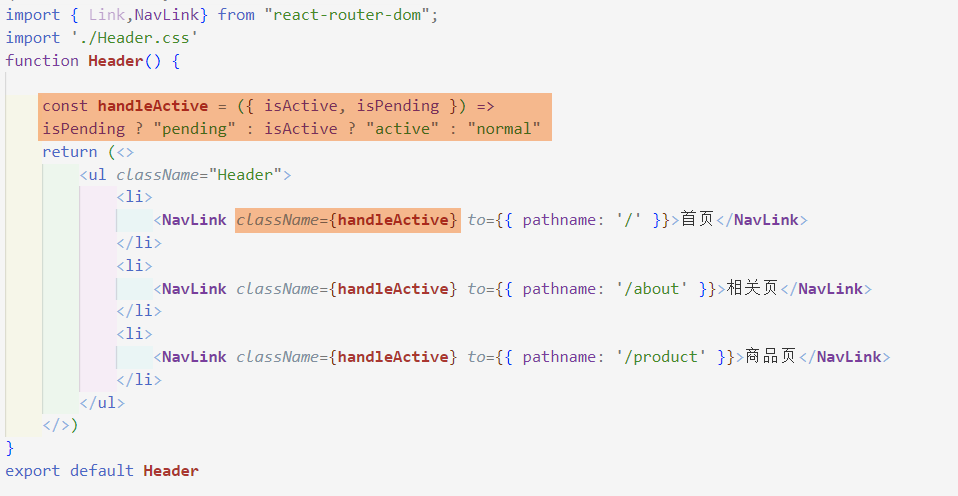 import { Link,NavLink} from "react-router-dom";
import './Header.css'
function Header() {
const handleActive = ({ isActive, isPending }) =>
isPending ? "pending" : isActive ? "active" : "normal"
return (<>
<ul className="Header">
<li>
<NavLink className={handleActive} to={{ pathname: '/' }}>首页</NavLink>
</li>
<li>
<NavLink className={handleActive} to={{ pathname: '/about' }}>相关页</NavLink>
</li>
<li>
<NavLink className={handleActive} to={{ pathname: '/product' }}>商品页</NavLink>
</li>
</ul>
</>)
}
export default Header